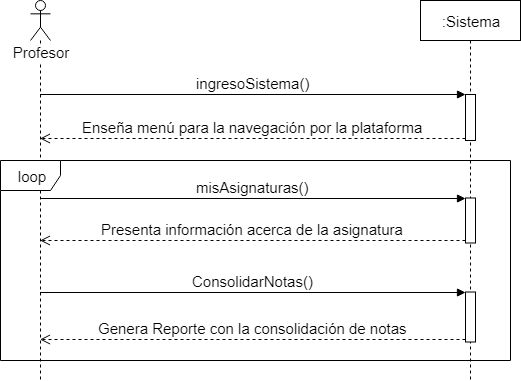 Profesor
:Sistema
ingresoSistema()
Enseña menú para la navegación por la plataforma
loop
misAsignaturas()
Presenta información acerca de la asignatura
ConsolidarNotas()
Genera Reporte con la consolidación de notas